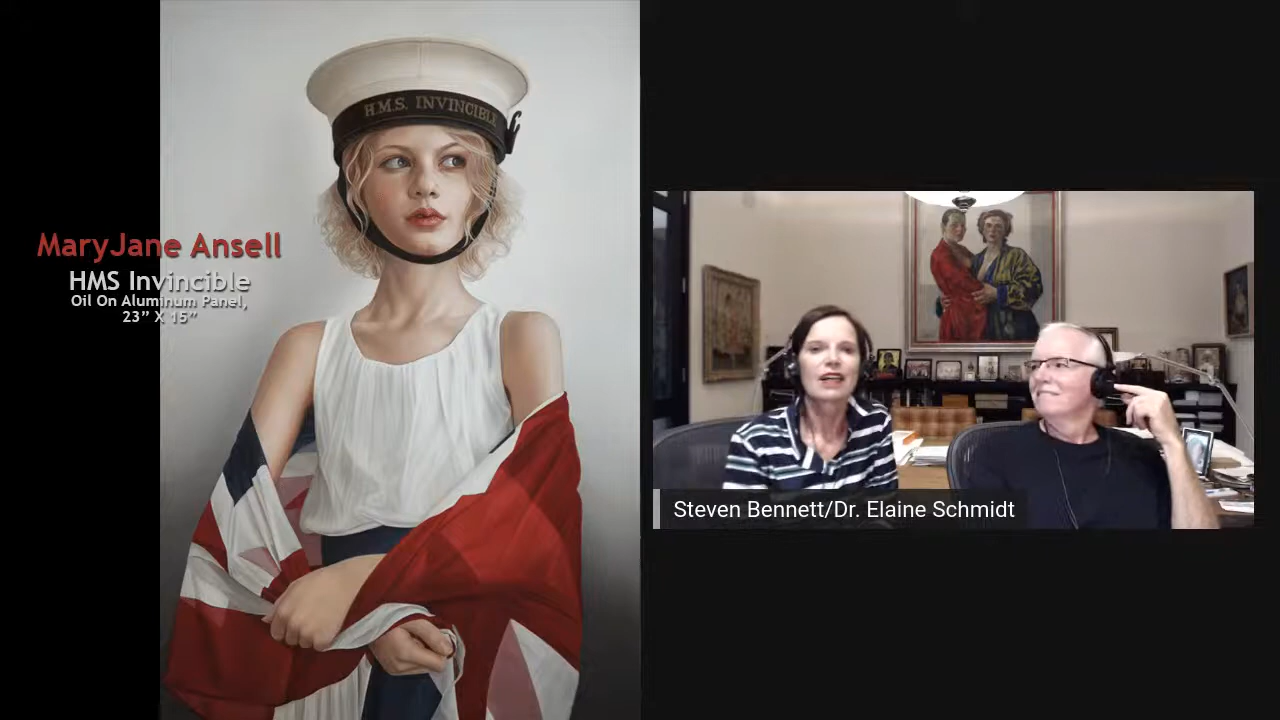 H.M.S. INVINCIBLE
MaryJane Ansell
HMS Invincible
Oil On Aluminum Panel,
23” X 15”
Steven Bennett/Dr. Elaine Schmidt